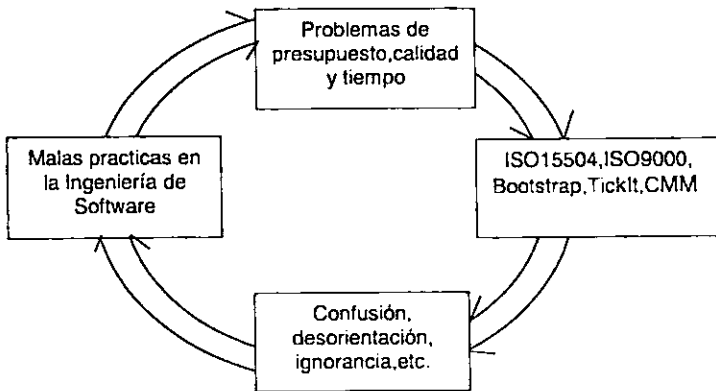 Problemas de
presupuesto,calidad
y tiempo
Malas practicas en
la Ingeniería de
Software
ISO15504,ISO9000,
Bootstrap,TickIt,CMM
Confusión,
desorientación,
ignorancia,etc.